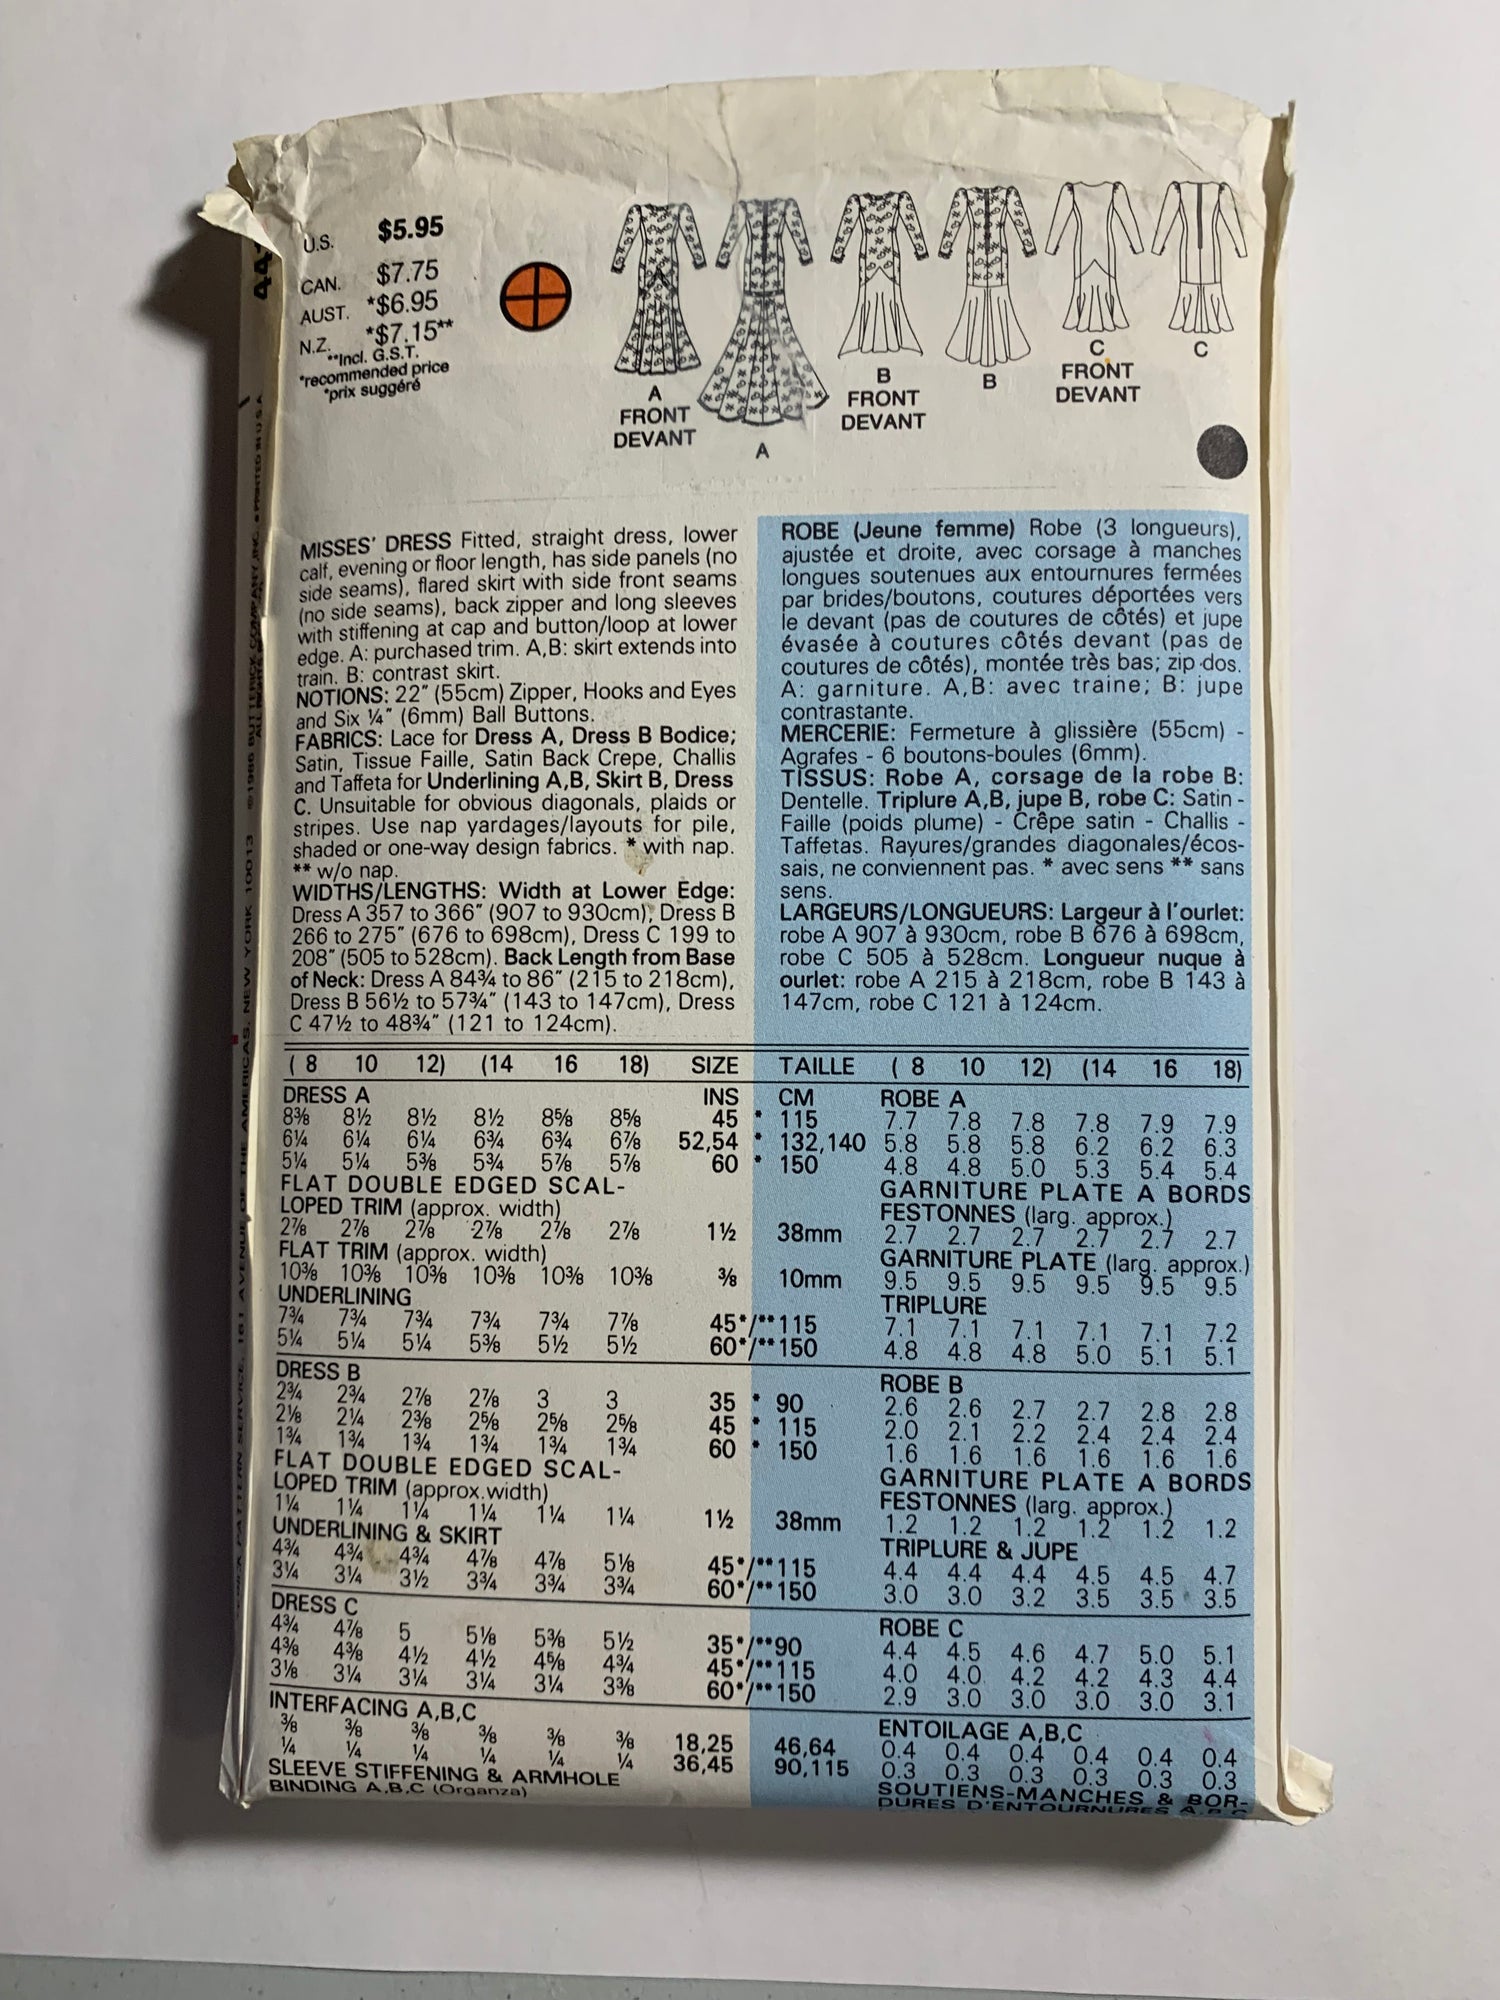 U.S. $5.95
CAN. $7.75
AUST. *$6.95
N.Z. *$7.15**
**Incl. G.S.T.
*recommended price
*prix suggéré
A
FRONT
DEVANT
A
B
FRONT
DEVANT
B
C
FRONT
DEVANT
C
MISSES' DRESS Fitted, straight dress, lower
calf, evening or floor length, has side panels (no
side seams), flared skirt with side front seams
(no side seams), back zipper and long sleeves
with stiffening at cap and button/loop at lower
edge. A: purchased trim. A,B: skirt extends into
train. B: contrast skirt.
NOTIONS: 22" (55cm) Zipper, Hooks and Eyes
and Six ¼" (6mm) Ball Buttons.
FABRICS: Lace for Dress A, Dress B Bodice;
Satin, Tissue Faille, Satin Back Crepe, Challis
and Taffeta for Underlining A,B, Skirt B, Dress
C. Unsuitable for obvious diagonals, plaids or
stripes. Use nap yardages/layouts for pile,
shaded or one-way design fabrics. * with nap.
** w/o nap.
WIDTHS/LENGTHS: Width at Lower Edge:
Dress A 357 to 366" (907 to 930cm), Dress B
266 to 275" (676 to 698cm), Dress C 199 to
208" (505 to 528cm). Back Length from Base
of Neck: Dress A 84¾ to 86" (215 to 218cm),
Dress B 56½ to 57¾" (143 to 147cm), Dress
C 47½ to 48¾" (121 to 124cm).
ROBE (Jeune femme) Robe (3 longueurs),
ajustée et droite, avec corsage à manches
longues soutenues aux entournures fermées
par brides/boutons, coutures déportées vers
le devant (pas de coutures de côtés) et jupe
évasée à coutures côtés devant (pas de
coutures de côtés), montée très bas; zip dos.
A: garniture. A,B: avec traine; B: jupe
contrastante.
MERCERIE: Fermeture à glissière (55cm) -
Agrafes - 6 boutons-boules (6mm).
TISSUS: Robe A, corsage de la robe B:
Dentelle. Triplure A,B, jupe B, robe C: Satin -
Faille (poids plume) - Crêpe satin - Challis -
Taffetas. Rayures/grandes diagonales/écos-
sais, ne conviennent pas. * avec sens ** sans
sens.
LARGEURS/LONGUEURS: Largeur à l'ourlet:
robe A 907 à 930cm, robe B 676 à 698cm,
robe C 505 à 528cm. Longueur nuque à
ourlet: robe A 215 à 218cm, robe B 143 à
147cm, robe C 121 à 124cm.
( 8 10 12) (14 16 18) SIZE TAILLE ( 8 10 12) (14 16 18)
DRESS A INS CM ROBE A
8⅜ 8½ 8½ 8½ 8⅝ 8⅝ 45 * 115 7.7 7.8 7.8 7.8 7.9 7.9
6¼ 6¼ 6¼ 6¾ 6¾ 6⅞ 52,54 * 132,140 5.8 5.8 5.8 6.2 6.2 6.3
5¼ 5¼ 5⅜ 5¾ 5⅞ 5⅞ 60 * 150 4.8 4.8 5.0 5.3 5.4 5.4
FLAT DOUBLE EDGED SCAL- GARNITURE PLATE A BORDS
LOPED TRIM (approx. width) FESTONNES (larg. approx.)
2⅞ 2⅞ 2⅞ 2⅞ 2⅞ 2⅞ 1½ 38mm 2.7 2.7 2.7 2.7 2.7 2.7
FLAT TRIM (approx. width) GARNITURE PLATE (larg. approx.)
10⅜ 10⅜ 10⅜ 10⅜ 10⅜ 10⅜ ⅜ 10mm 9.5 9.5 9.5 9.5 9.5 9.5
UNDERLINING TRIPLURE
7¾ 7¾ 7¾ 7¾ 7¾ 7⅞ 45*/**115 7.1 7.1 7.1 7.1 7.1 7.2
5¼ 5¼ 5¼ 5⅜ 5½ 5½ 60*/**150 4.8 4.8 4.8 5.0 5.1 5.1
DRESS B ROBE B
2¾ 2¾ 2⅞ 2⅞ 3 3 35 * 90 2.6 2.6 2.7 2.7 2.8 2.8
2⅛ 2¼ 2⅜ 2⅝ 2⅝ 2⅝ 45 * 115 2.0 2.1 2.2 2.4 2.4 2.4
1¾ 1¾ 1¾ 1¾ 1¾ 1¾ 60 * 150 1.6 1.6 1.6 1.6 1.6 1.6
FLAT DOUBLE EDGED SCAL- GARNITURE PLATE A BORDS
LOPED TRIM (approx.width) FESTONNES (larg. approx.)
1¼ 1¼ 1¼ 1¼ 1¼ 1¼ 1½ 38mm 1.2 1.2 1.2 1.2 1.2 1.2
UNDERLINING & SKIRT TRIPLURE & JUPE
4¾ 4¾ 4¾ 4⅞ 4⅞ 5⅛ 45*/**115 4.4 4.4 4.4 4.5 4.5 4.7
3¼ 3¼ 3½ 3¾ 3¾ 3¾ 60*/**150 3.0 3.0 3.2 3.5 3.5 3.5
DRESS C ROBE C
4¾ 4⅞ 5 5⅛ 5⅜ 5½ 35*/**90 4.4 4.5 4.6 4.7 5.0 5.1
4⅜ 4⅜ 4½ 4½ 4⅝ 4¾ 45*/**115 4.0 4.0 4.2 4.2 4.3 4.4
3⅛ 3¼ 3¼ 3¼ 3¼ 3⅜ 60*/**150 2.9 3.0 3.0 3.0 3.0 3.1
INTERFACING A,B,C ENTOILAGE A,B,C
⅜ ⅜ ⅜ ⅜ ⅜ ⅜ 18,25 46,64 0.4 0.4 0.4 0.4 0.4 0.4
¼ ¼ ¼ ¼ ¼ ¼ 36,45 90,115 0.3 0.3 0.3 0.3 0.3 0.3
SLEEVE STIFFENING & ARMHOLE SOUTIENS-MANCHES & BOR-
BINDING A,B,C (Organza) DURES D'ENTOURNURES A,B,C
PATTERN SERVICE, 161 AVENUE OF THE AMERICAS, NEW YORK 10013 ©1986 BUTTERICK COMPANY, INC. PRINTED IN U.S.A.